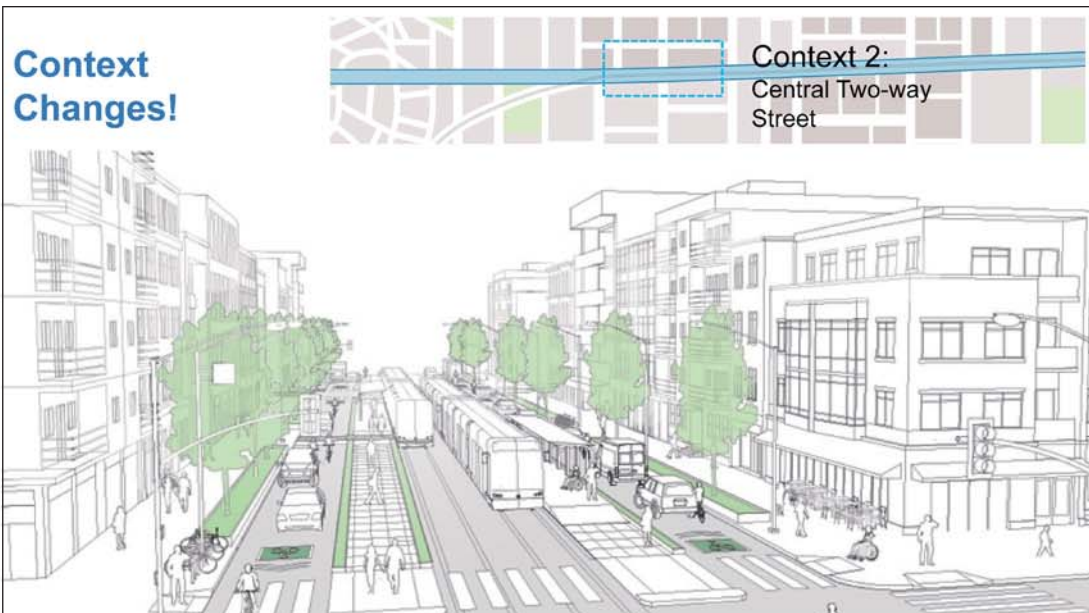 Context
Changes!
Context 2:
Central Two-way
Street